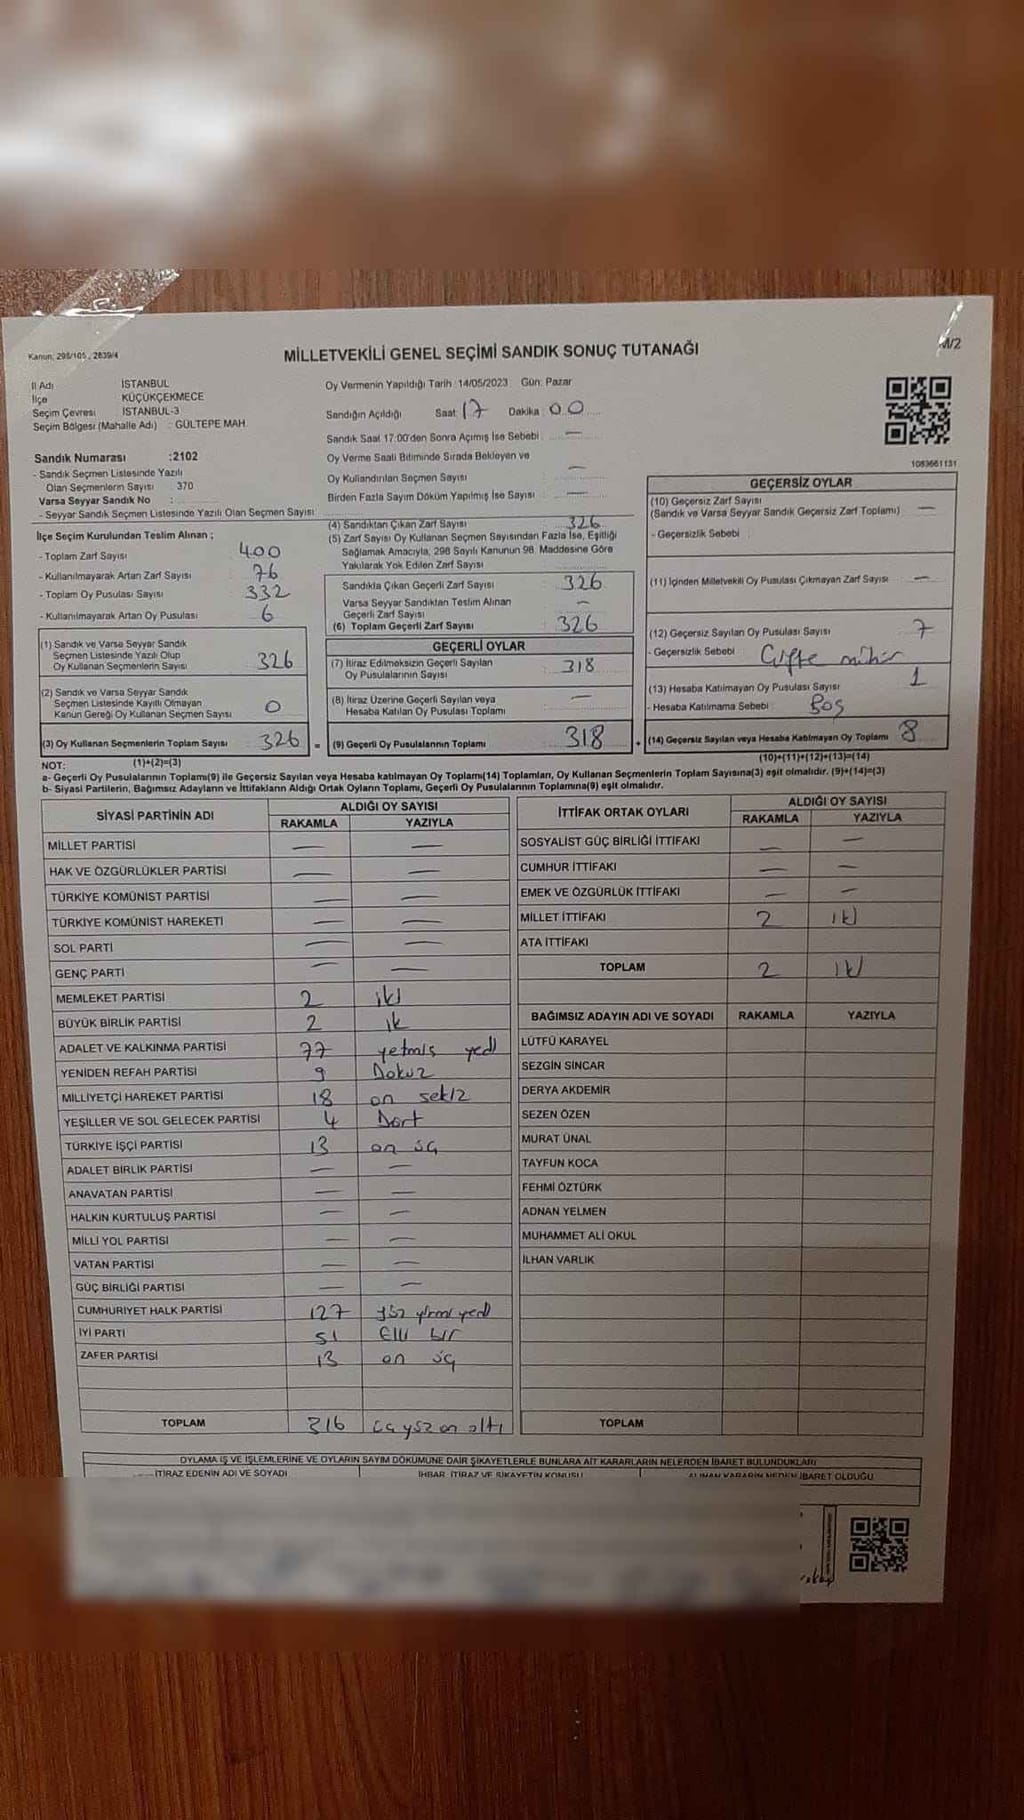 Kanun: 298/105 , 2839/4
MİLLETVEKİLİ GENEL SEÇİMİ SANDIK SONUÇ TUTANAĞI
M/2
İl Adı İSTANBUL
İlçe KÜÇÜKÇEKMECE
Seçim Çevresi İSTANBUL-3
Seçim Bölgesi (Mahalle Adı) : GÜLTEPE MAH.
Sandık Numarası :2102
- Sandık Seçmen Listesinde Yazılı
Olan Seçmenlerin Sayısı 370
Varsa Seyyar Sandık No :
- Seyyar Sandık Seçmen Listesinde Yazılı Olan Seçmen Sayısı
Oy Vermenin Yapıldığı Tarih :14/05/2023 Gün: Pazar
Sandığın Açıldığı Saat: 17 Dakika 00
Sandık Saat 17:00'den Sonra Açımış İse Sebebi —
Oy Verme Saati Bitiminde Sırada Bekleyen ve
Oy Kullandırılan Seçmen Sayısı —
Birden Fazla Sayım Döküm Yapılmış İse Sayısı —
1083661131
İlçe Seçim Kurulundan Teslim Alınan ;
- Toplam Zarf Sayısı 400
- Kullanılmayarak Artan Zarf Sayısı 76
- Toplam Oy Pusulası Sayısı 332
- Kullanılmayarak Artan Oy Pusulası 6
(1) Sandık ve Varsa Seyyar Sandık
Seçmen Listesinde Yazılı Olup
Oy Kullanan Seçmenlerin Sayısı 326
(2) Sandık ve Varsa Seyyar Sandık
Seçmen Listesinde Kayıtlı Olmayan
Kanun Gereği Oy Kullanan Seçmen Sayısı 0
(3) Oy Kullanan Seçmenlerin Toplam Sayısı 326 =
(1)+(2)=(3)
(4) Sandıktan Çıkan Zarf Sayısı 326
(5) Zarf Sayısı Oy Kullanan Seçmen Sayısından Fazla İse, Eşitliği
Sağlamak Amacıyla, 298 Sayılı Kanunun 98. Maddesine Göre
Yakılarak Yok Edilen Zarf Sayısı
Sandıkla Çıkan Geçerli Zarf Sayısı 326
Varsa Seyyar Sandıktan Teslim Alınan
Geçerli Zarf Sayısı —
(6) Toplam Geçerli Zarf Sayısı 326
GEÇERLİ OYLAR
(7) İtiraz Edilmeksizin Geçerli Sayılan
Oy Pusulalarının Sayısı 318
(8) İtiraz Üzerine Geçerli Sayılan veya
Hesaba Katılan Oy Pusulası Toplamı —
(9) Geçerli Oy Pusulalarının Toplamı 318 +
GEÇERSİZ OYLAR
(10) Geçersiz Zarf Sayısı
(Sandık ve Varsa Seyyar Sandık Geçersiz Zarf Toplamı) —
- Geçersizlik Sebebi :
(11) İçinden Milletvekili Oy Pusulası Çıkmayan Zarf Sayısı —
(12) Geçersiz Sayılan Oy Pusulası Sayısı 7
- Geçersizlik Sebebi Çifte mühür
(13) Hesaba Katılmayan Oy Pusulası Sayısı 1
- Hesaba Katılmama Sebebi : Boş
(14) Geçersiz Sayılan veya Hesaba Katılmayan Oy Toplamı 8
(10)+(11)+(12)+(13)=(14)
NOT:
a- Geçerli Oy Pusulalarının Toplamı(9) ile Geçersiz Sayılan veya Hesaba katılmayan Oy Toplamı(14) Toplamları, Oy Kullanan Seçmenlerin Toplam Sayısına(3) eşit olmalıdır. (9)+(14)=(3)
b- Siyasi Partilerin, Bağımsız Adayların ve İttifakların Aldığı Ortak Oyların Toplamı, Geçerli Oy Pusulalarının Toplamına(9) eşit olmalıdır.
SİYASİ PARTİNİN ADI ALDIĞI OY SAYISI
RAKAMLA YAZIYLA
MİLLET PARTİSİ — —
HAK VE ÖZGÜRLÜKLER PARTİSİ — —
TÜRKİYE KOMÜNİST PARTİSİ — —
TÜRKİYE KOMÜNİST HAREKETİ — —
SOL PARTİ — —
GENÇ PARTİ — —
MEMLEKET PARTİSİ 2 iki
BÜYÜK BİRLİK PARTİSİ 2 ik
ADALET VE KALKINMA PARTİSİ 77 yetmiş yedi
YENİDEN REFAH PARTİSİ 9 Dokuz
MİLLİYETÇİ HAREKET PARTİSİ 18 on sekiz
YEŞİLLER VE SOL GELECEK PARTİSİ 4 Dört
TÜRKİYE İŞÇİ PARTİSİ 13 on üç
ADALET BİRLİK PARTİSİ — —
ANAVATAN PARTİSİ — —
HALKIN KURTULUŞ PARTİSİ — —
MİLLİ YOL PARTİSİ — —
VATAN PARTİSİ — —
GÜÇ BİRLİĞİ PARTİSİ — —
CUMHURİYET HALK PARTİSİ 127 yüz yirmi yedi
İYİ PARTİ 51 Elli bir
ZAFER PARTİSİ 13 on üç
TOPLAM 316 üç yüz on altı
İTTİFAK ORTAK OYLARI ALDIĞI OY SAYISI
RAKAMLA YAZIYLA
SOSYALİST GÜÇ BİRLİĞİ İTTİFAKI — —
CUMHUR İTTİFAKI — —
EMEK VE ÖZGÜRLÜK İTTİFAKI — —
MİLLET İTTİFAKI 2 iki
ATA İTTİFAKI
TOPLAM 2 iki
BAĞIMSIZ ADAYIN ADI VE SOYADI RAKAMLA YAZIYLA
LÜTFÜ KARAYEL
SEZGİN SİNCAR
DERYA AKDEMİR
SEZEN ÖZEN
MURAT ÜNAL
TAYFUN KOCA
FEHMİ ÖZTÜRK
ADNAN YELMEN
MUHAMMET ALİ OKUL
İLHAN VARLIK
TOPLAM
OYLAMA İŞ VE İŞLEMLERİNE VE OYLARIN SAYIM DÖKÜMÜNE DAİR ŞİKAYETLERLE BUNLARA AİT KARARLARIN NELERDEN İBARET BULUNDUKLARI
İTİRAZ EDENİN ADI VE SOYADI İHBAR, İTİRAZ VE ŞİKAYETİN KONUSU ALINAN KARARIN NEDEN İBARET OLDUĞU